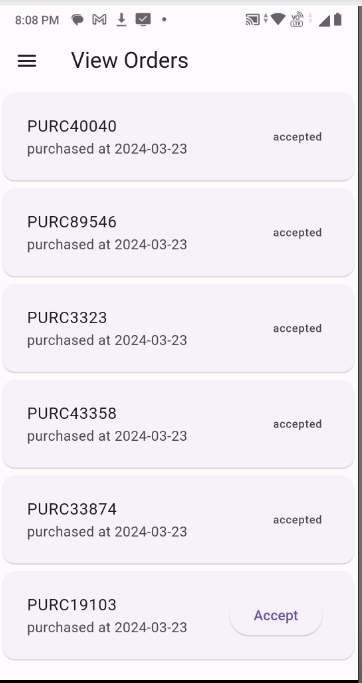 8:08 PM
View Orders
PURC40040
purchased at 2024-03-23
accepted
PURC89546
purchased at 2024-03-23
accepted
PURC3323
purchased at 2024-03-23
accepted
PURC43358
purchased at 2024-03-23
accepted
PURC33874
purchased at 2024-03-23
accepted
PURC19103
purchased at 2024-03-23
Accept